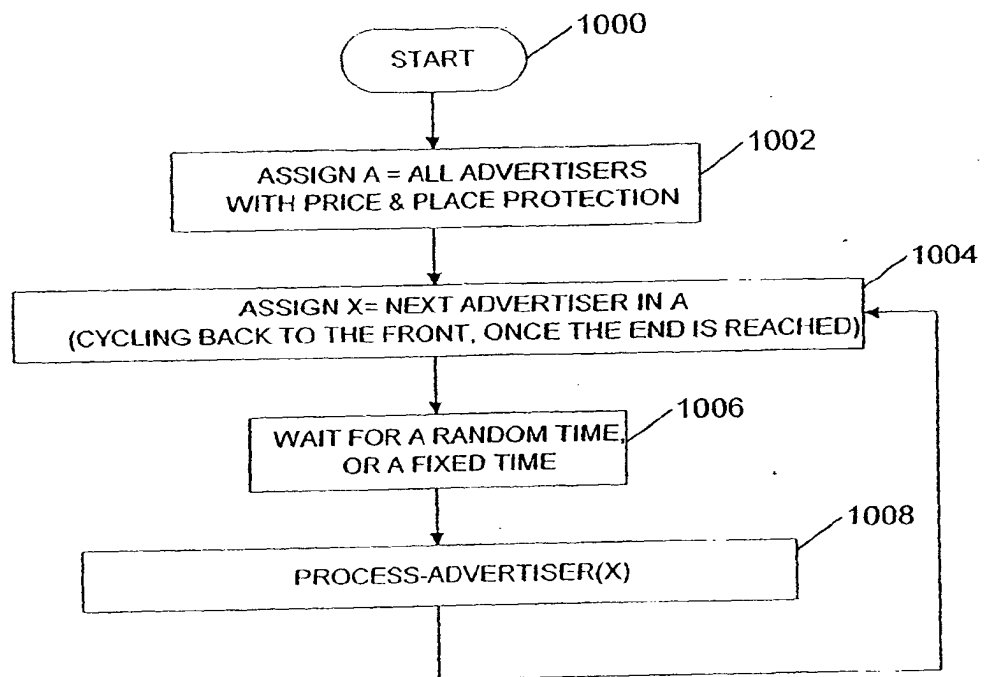 1000
START
1002
ASSIGN A = ALL ADVERTISERS
WITH PRICE & PLACE PROTECTION
1004
ASSIGN X= NEXT ADVERTISER IN A
(CYCLING BACK TO THE FRONT, ONCE THE END IS REACHED)
1006
WAIT FOR A RANDOM TIME,
OR A FIXED TIME
1008
PROCESS-ADVERTISER(X)